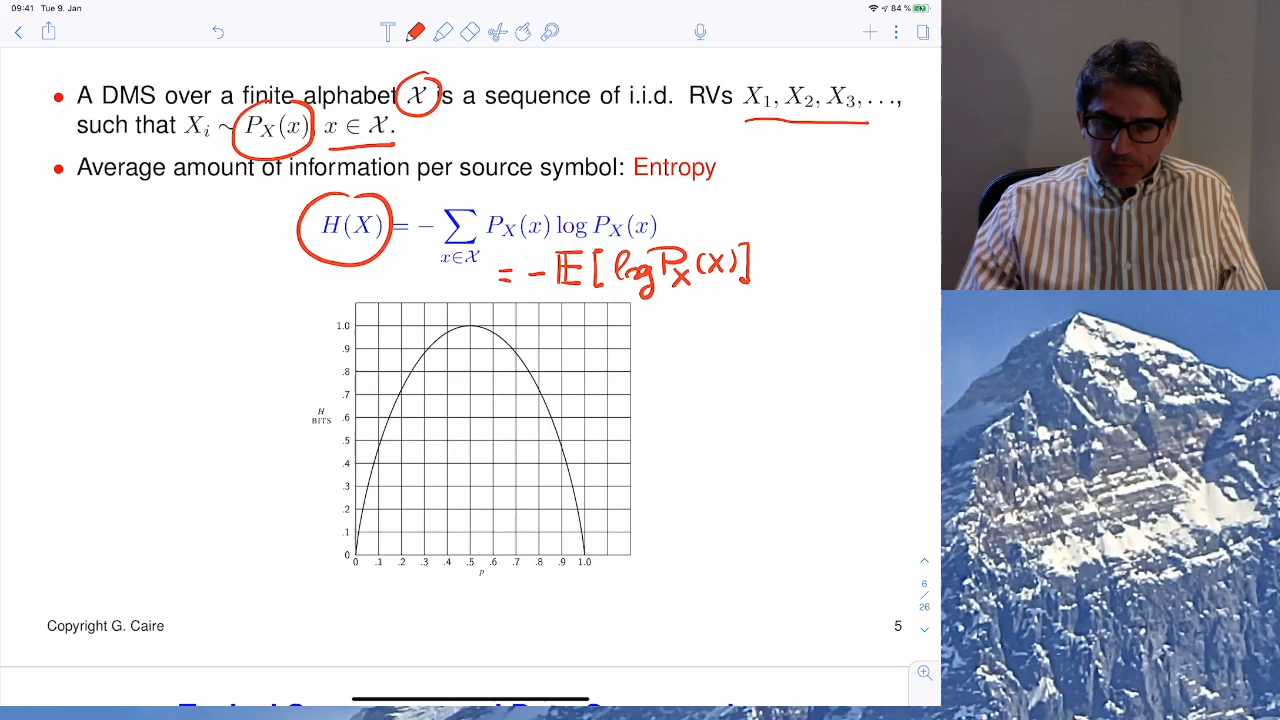 09:41 Tue 9. Jan 84 %
• A DMS over a finite alphabet 𝒳 is a sequence of i.i.d. RVs X₁, X₂, X₃, …,
such that Xᵢ ∼ P_X(x), x ∈ 𝒳.
• Average amount of information per source symbol: Entropy
H(X) = − ∑_{x∈𝒳} P_X(x) log P_X(x)
= − 𝔼 [ log P_X(X) ]
1.0
.9
.8
.7
H
BITS
.6
.5
.4
.3
.2
.1
0
0 .1 .2 .3 .4 .5 .6 .7 .8 .9 1.0
p
6
/
26
Copyright G. Caire 5